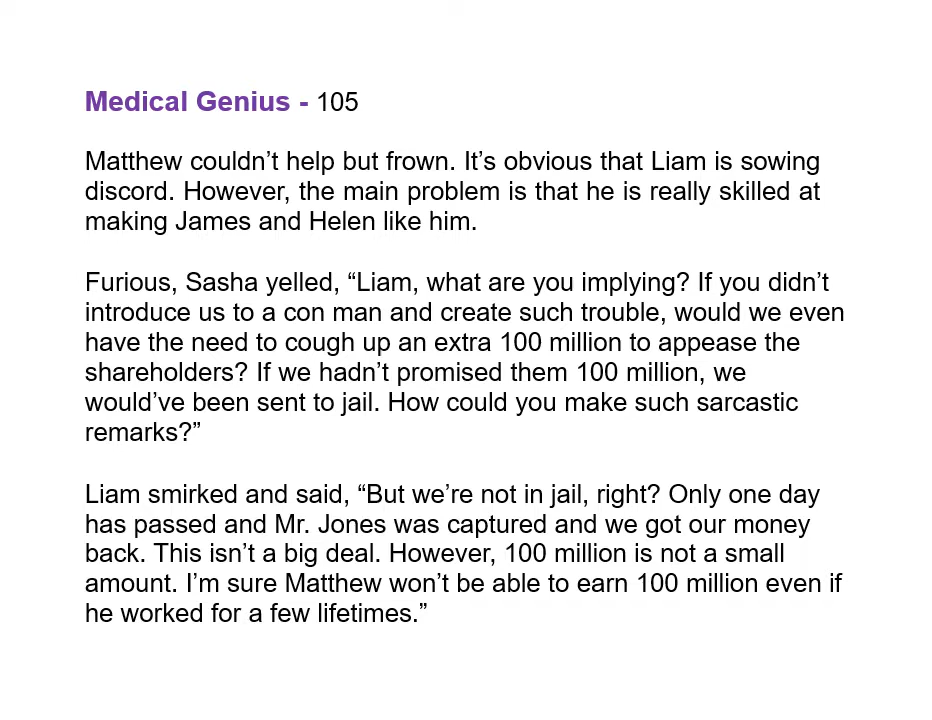 Medical Genius - 105
Matthew couldn’t help but frown. It’s obvious that Liam is sowing
discord. However, the main problem is that he is really skilled at
making James and Helen like him.
Furious, Sasha yelled, “Liam, what are you implying? If you didn’t
introduce us to a con man and create such trouble, would we even
have the need to cough up an extra 100 million to appease the
shareholders? If we hadn’t promised them 100 million, we
would’ve been sent to jail. How could you make such sarcastic
remarks?”
Liam smirked and said, “But we’re not in jail, right? Only one day
has passed and Mr. Jones was captured and we got our money
back. This isn’t a big deal. However, 100 million is not a small
amount. I’m sure Matthew won’t be able to earn 100 million even if
he worked for a few lifetimes.”